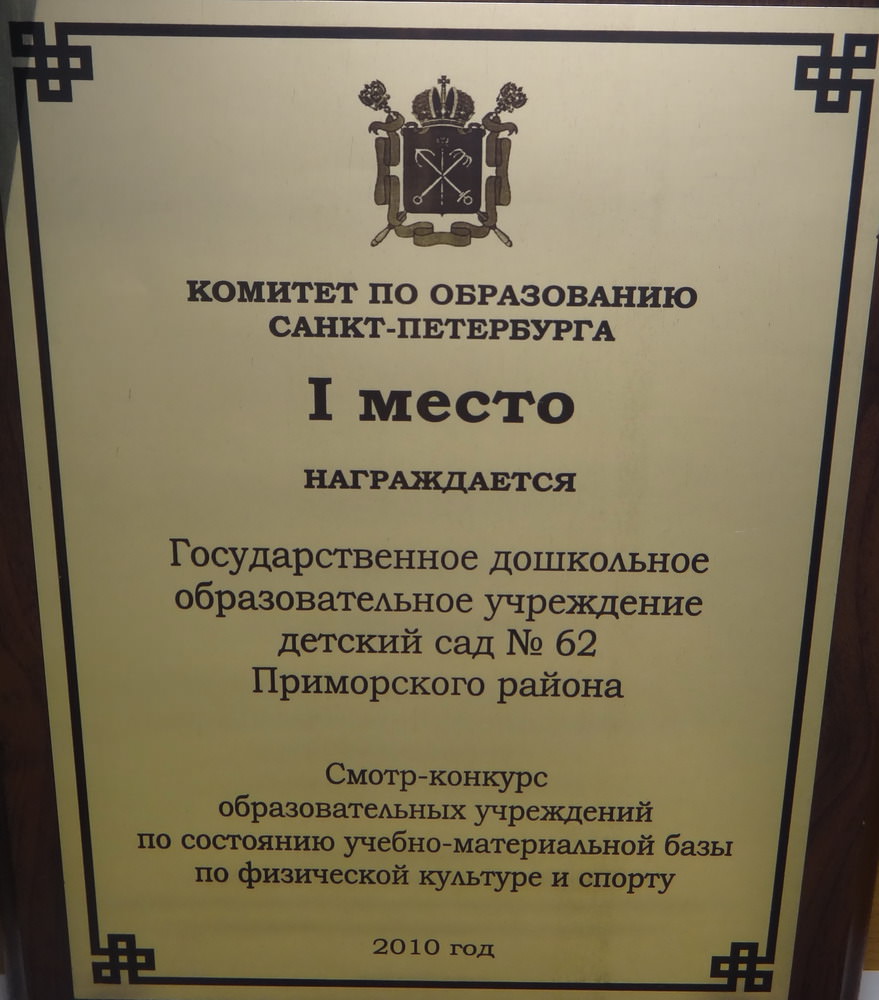 КОМИТЕТ ПО ОБРАЗОВАНИЮ
САНКТ-ПЕТЕРБУРГА
I место
НАГРАЖДАЕТСЯ
Государственное дошкольное
образовательное учреждение
детский сад № 62
Приморского района
Смотр-конкурс
образовательных учреждений
по состоянию учебно-материальной базы
по физической культуре и спорту
2010 год